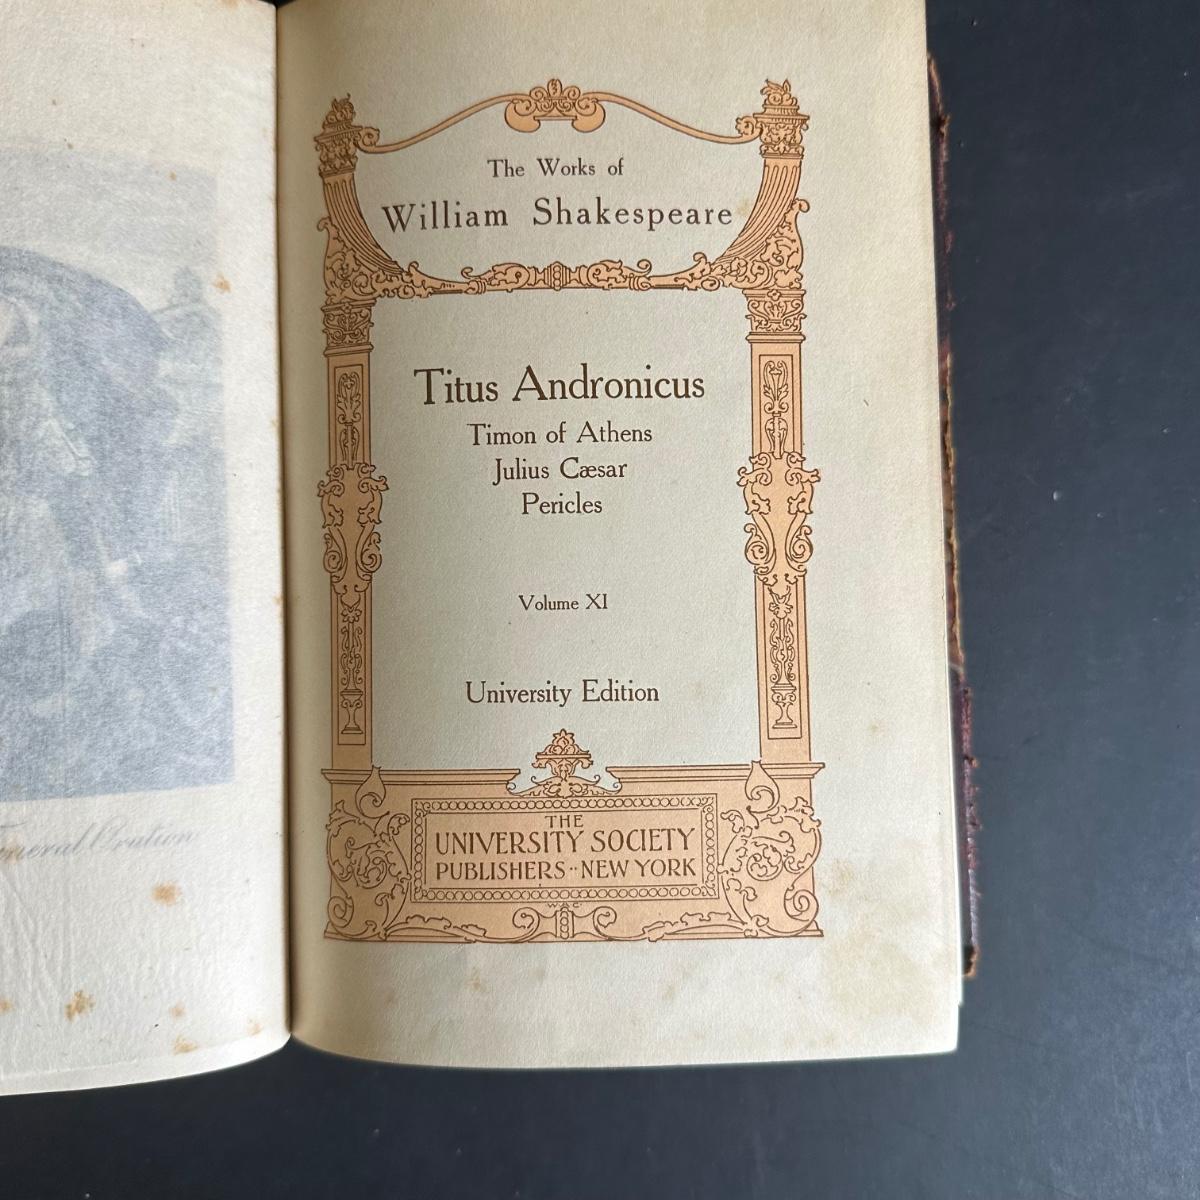 The Works of
William Shakespeare
Titus Andronicus
Timon of Athens
Julius Cæsar
Pericles
Volume XI
University Edition
THE
UNIVERSITY SOCIETY
PUBLISHERS·· NEW YORK
W.A.C.
Oration